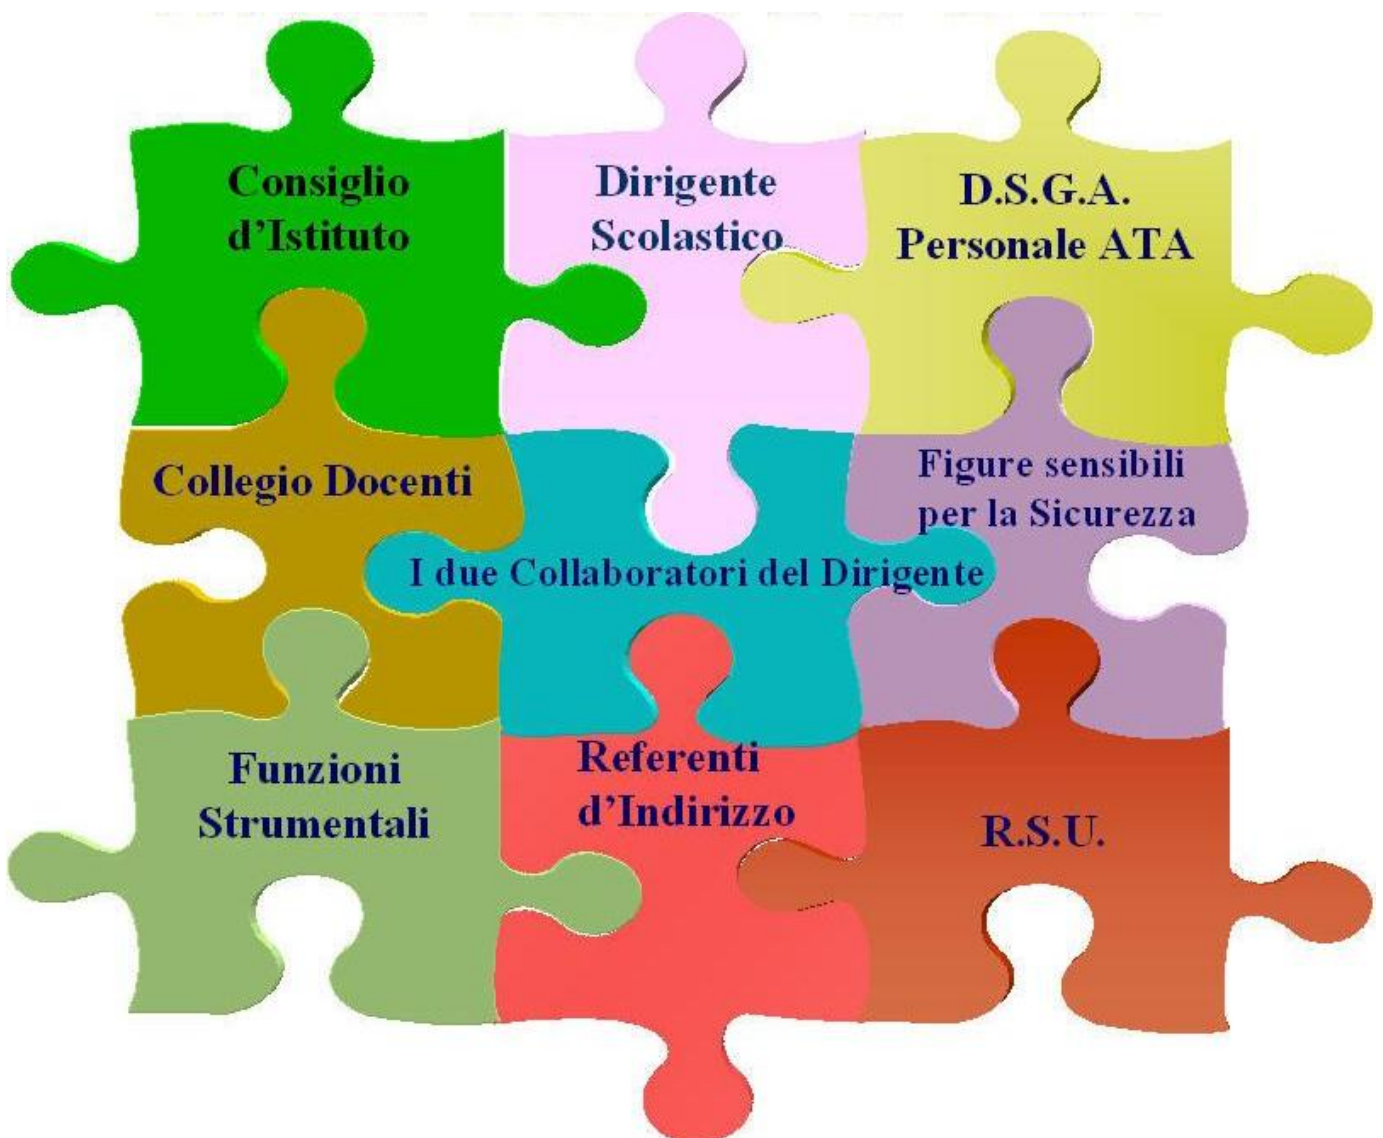 Consiglio
d'Istituto
Dirigente
Scolastico
D.S.G.A.
Personale ATA
Collegio Docenti
I due Collaboratori del Dirigente
Figure sensibili
per la Sicurezza
Funzioni
Strumentali
Referenti
d'Indirizzo
R.S.U.